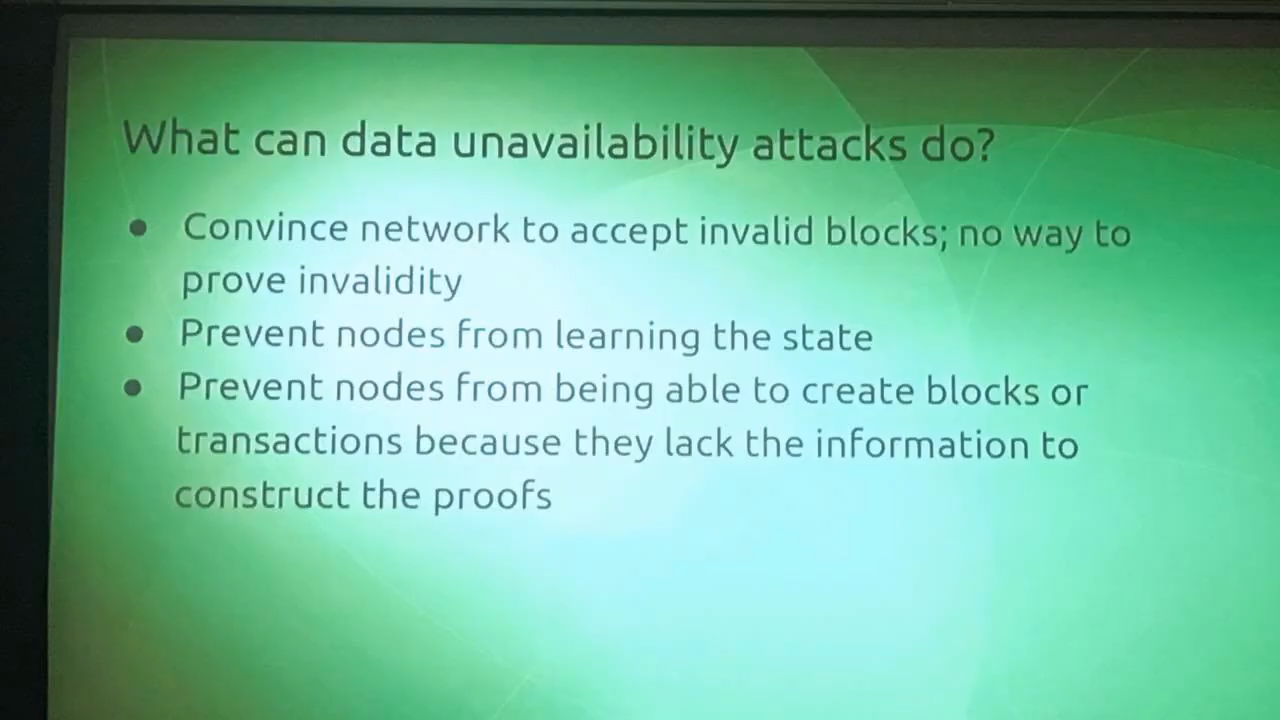 What can data unavailability attacks do?
● Convince network to accept invalid blocks; no way to
prove invalidity
● Prevent nodes from learning the state
● Prevent nodes from being able to create blocks or
transactions because they lack the information to
construct the proofs